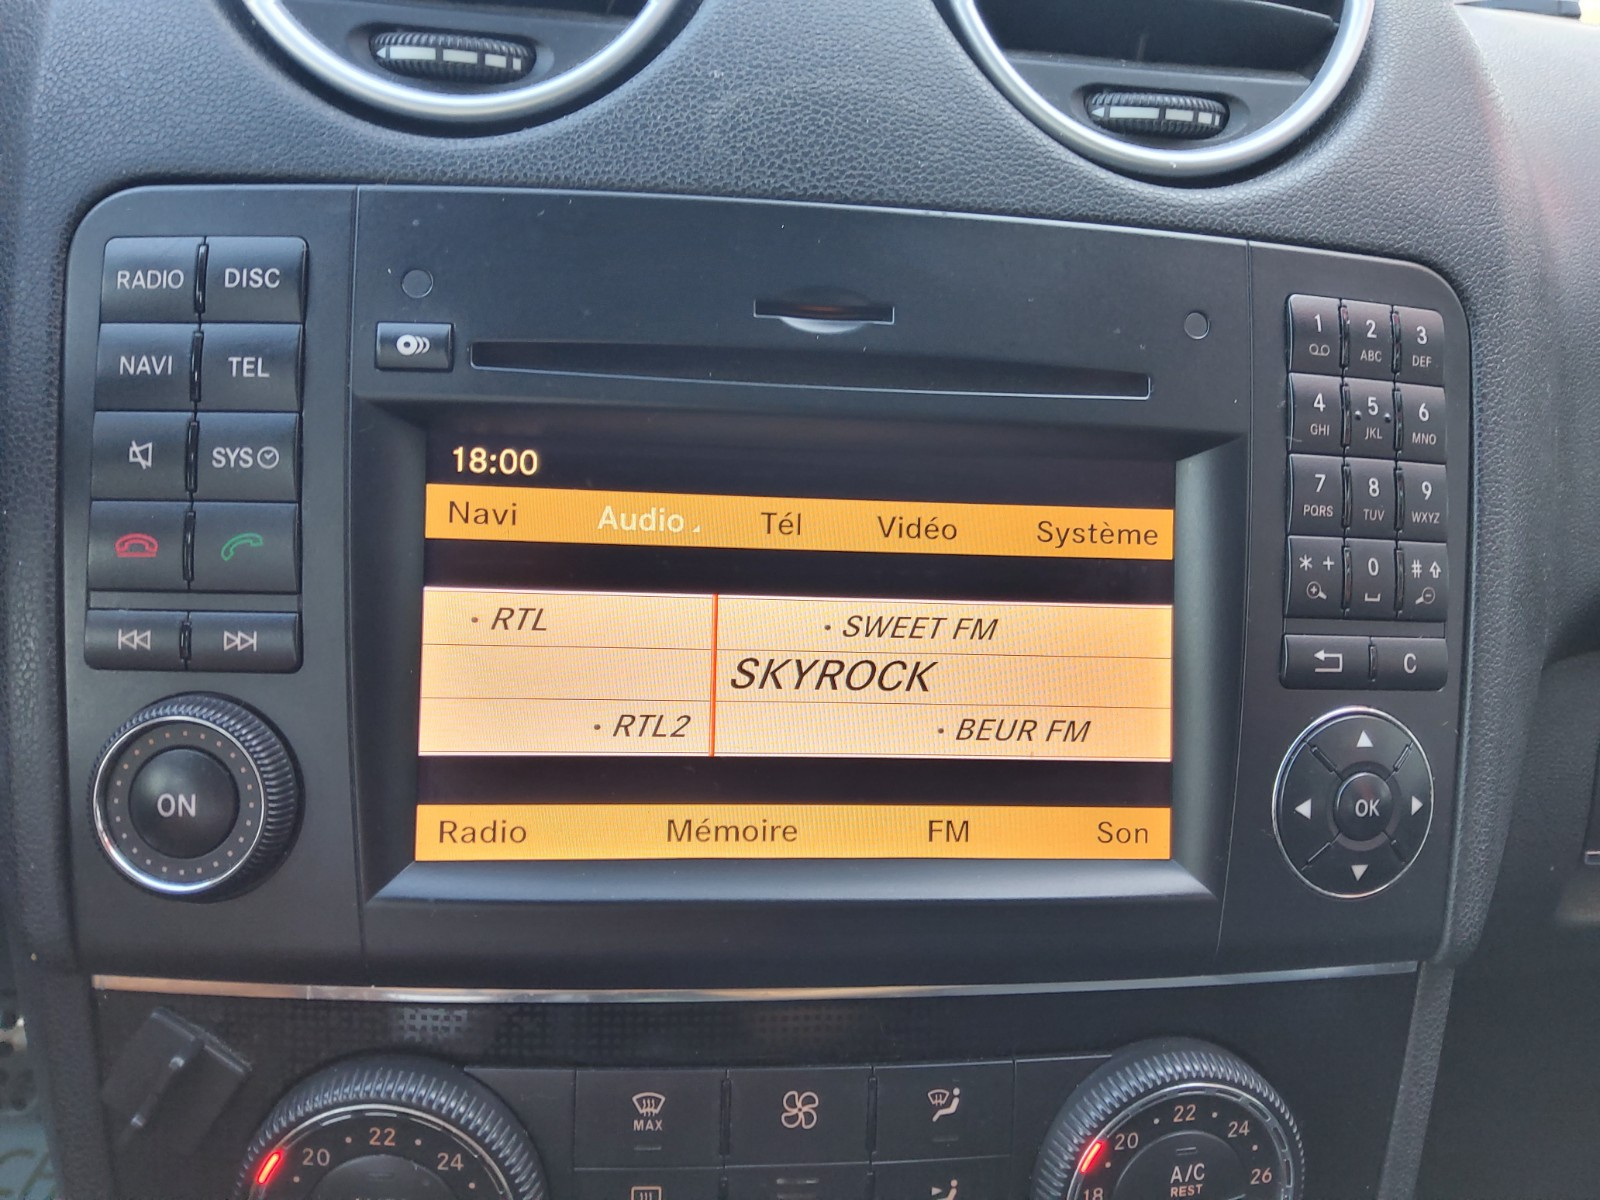 RADIO DISC
NAVI TEL
SYS
ON
1 2 ABC 3 DEF
4 GHI 5 JKL 6 MNO
7 PQRS 8 TUV 9 WXYZ
* + 0 #
C
OK
18:00
Navi Audio Tél Vidéo Système
• RTL • SWEET FM
SKYROCK
• RTL2 • BEUR FM
Radio Mémoire FM Son
20 22 24
MAX
18 20 22 24 26
A/C
REST